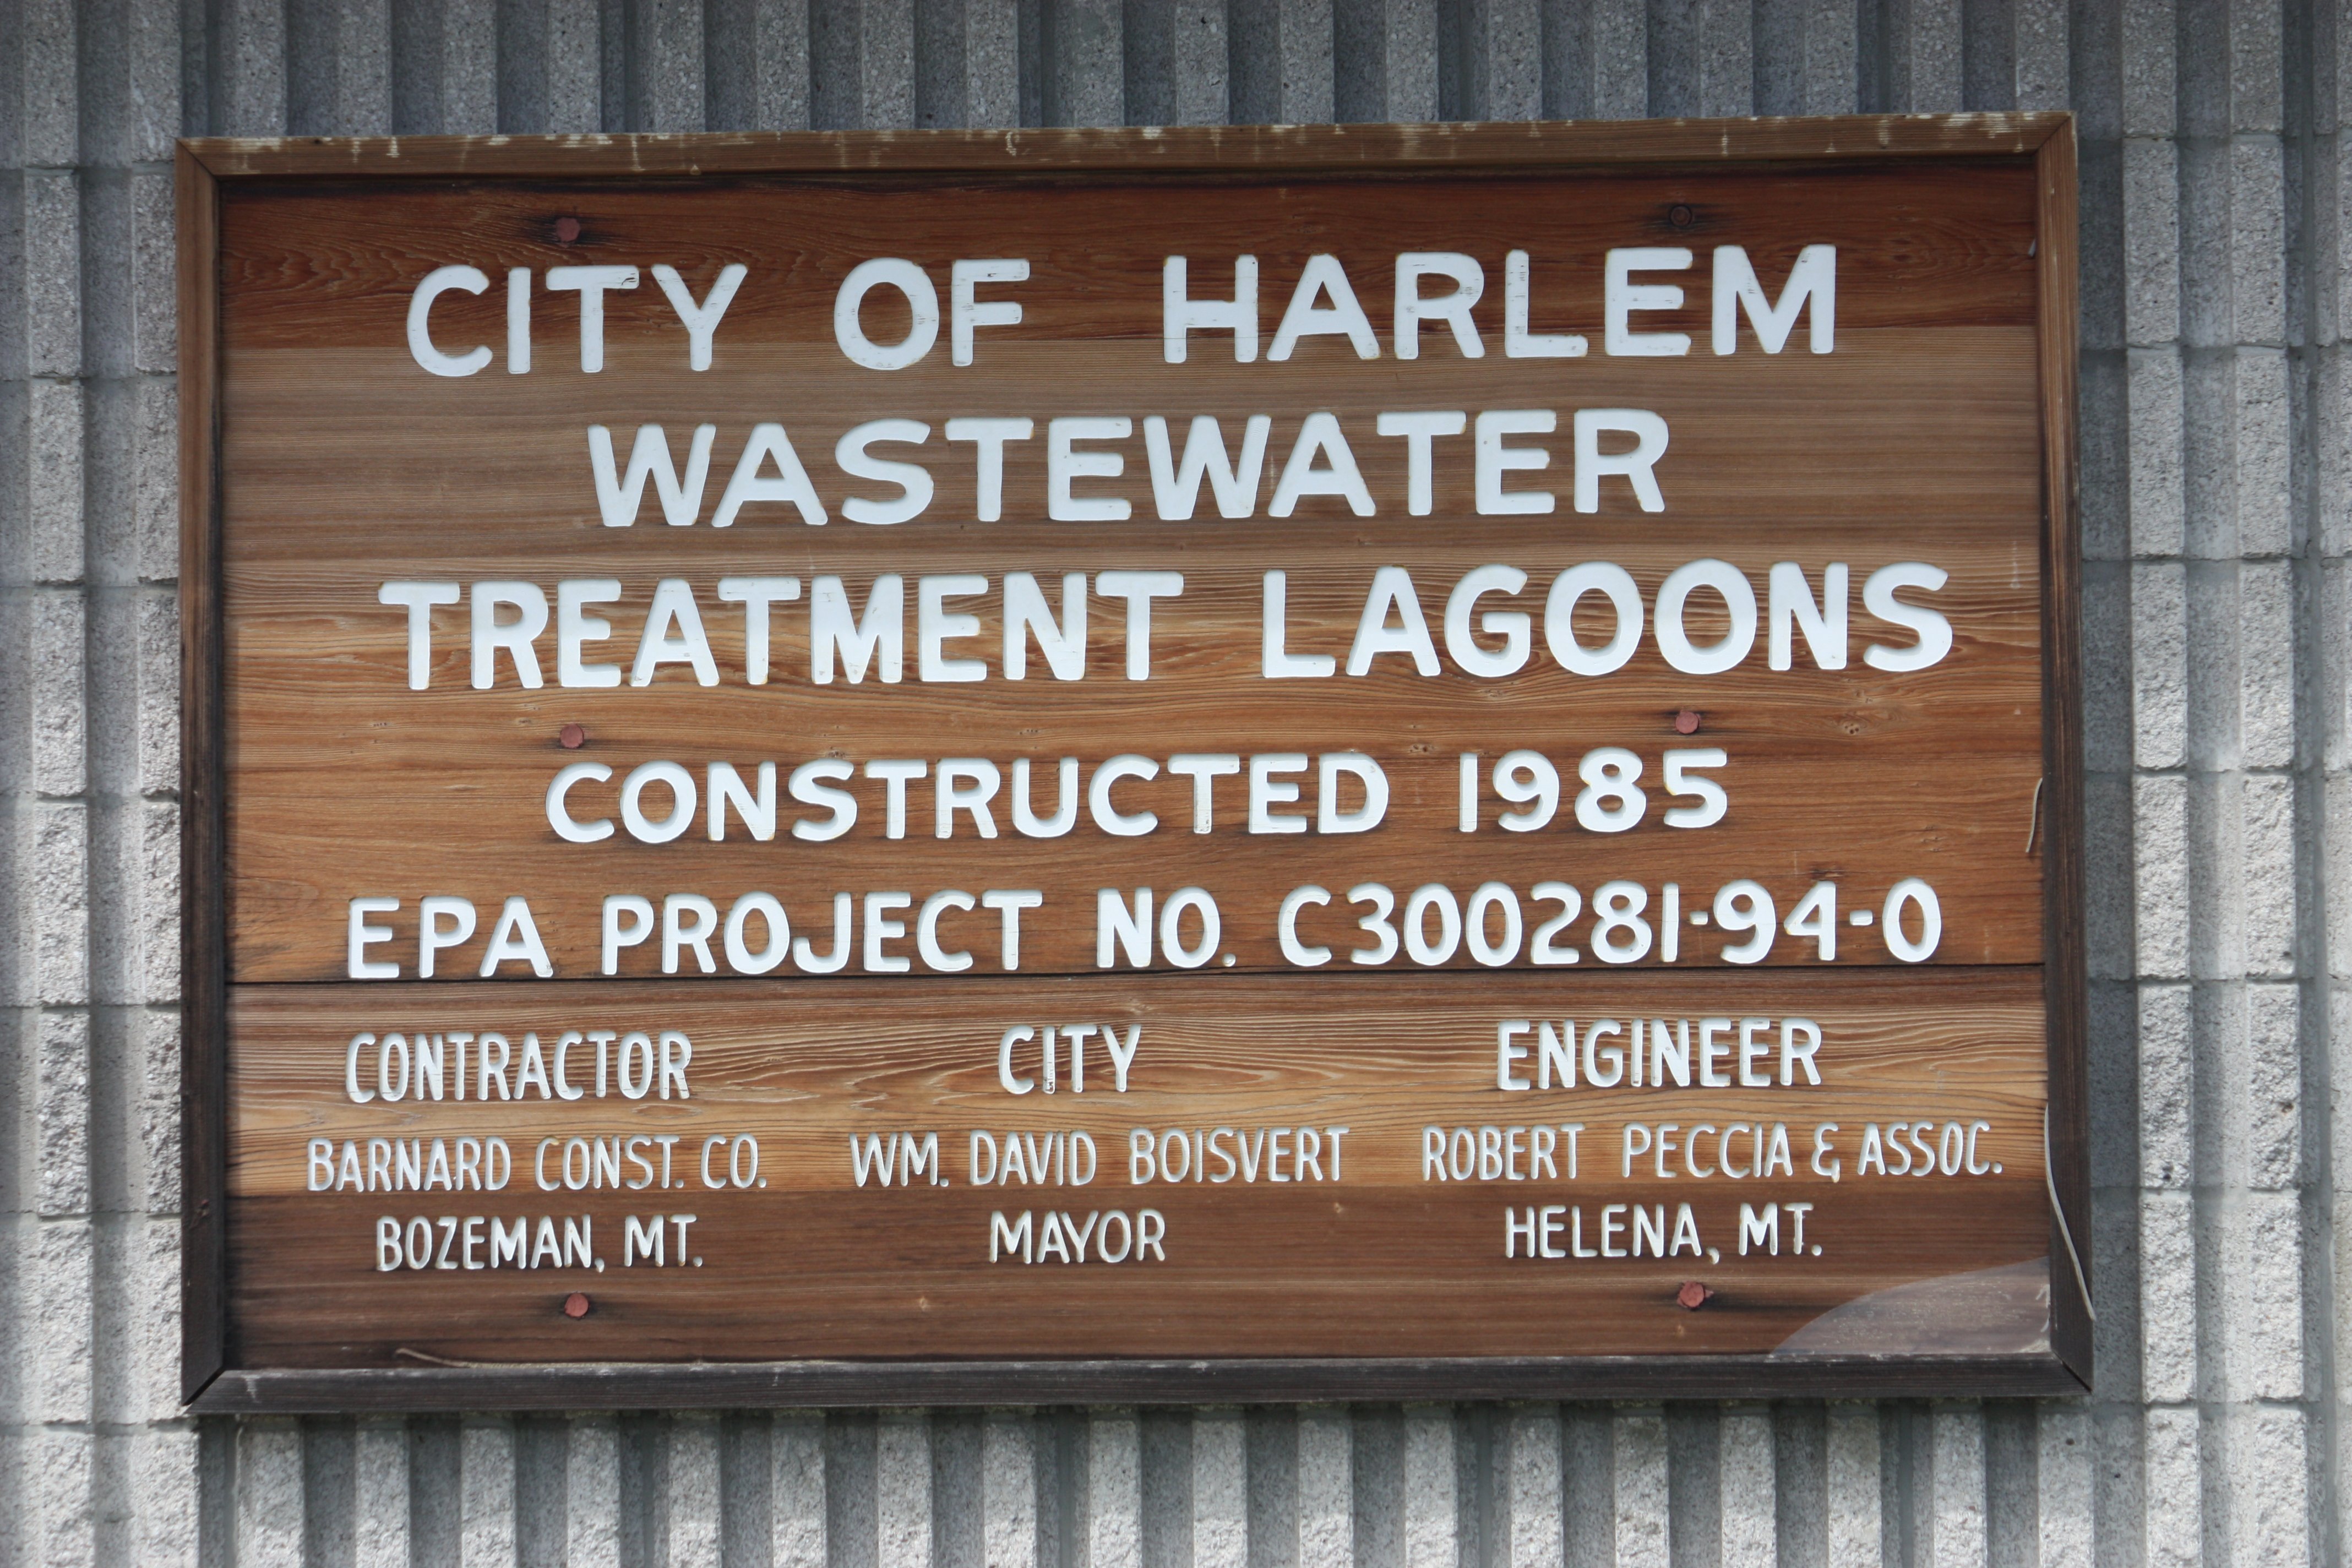 CITY OF HARLEM
WASTEWATER
TREATMENT LAGOONS
CONSTRUCTED 1985
EPA PROJECT NO. C300281-94-0
CONTRACTOR CITY ENGINEER
BARNARD CONST. CO. WM. DAVID BOISVERT ROBERT PECCIA & ASSOC.
BOZEMAN, MT. MAYOR HELENA, MT.